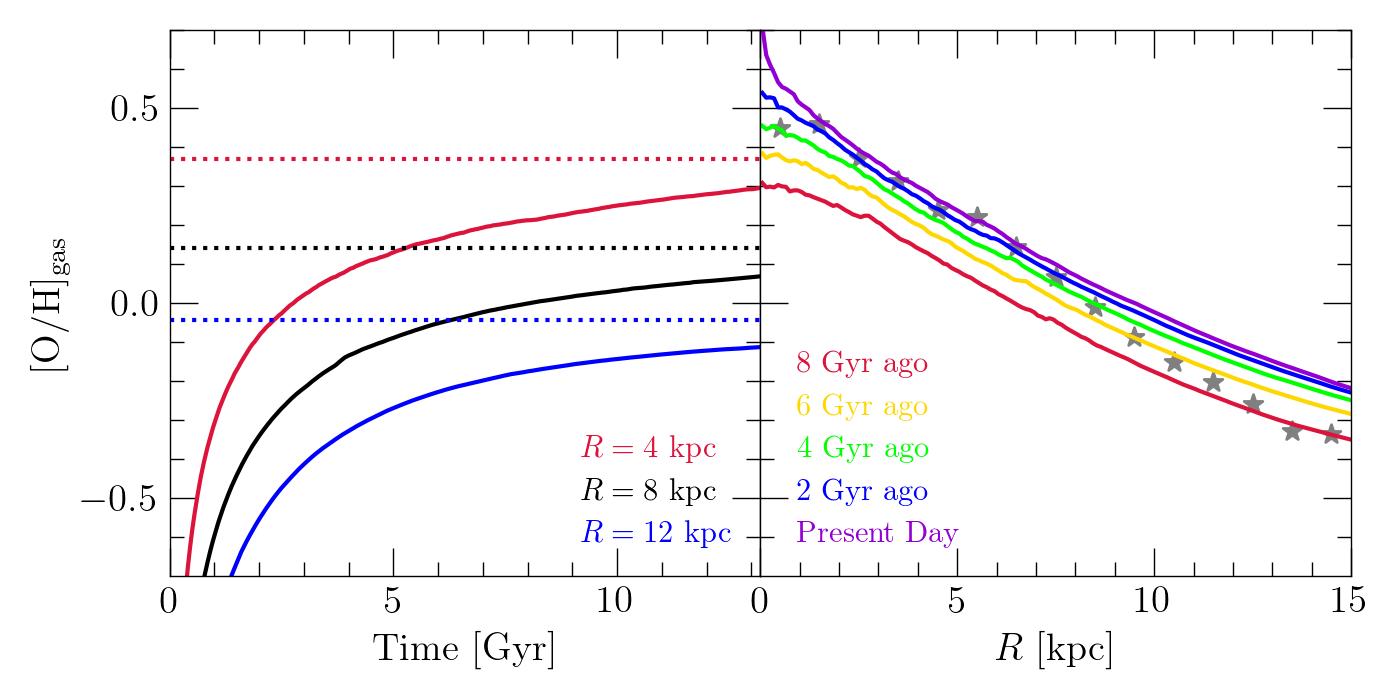 [O/H]gas
0.5
0.0
−0.5
R = 4 kpc
R = 8 kpc
R = 12 kpc
0 5 10
Time [Gyr]
8 Gyr ago
6 Gyr ago
4 Gyr ago
2 Gyr ago
Present Day
0 5 10 15
R [kpc]